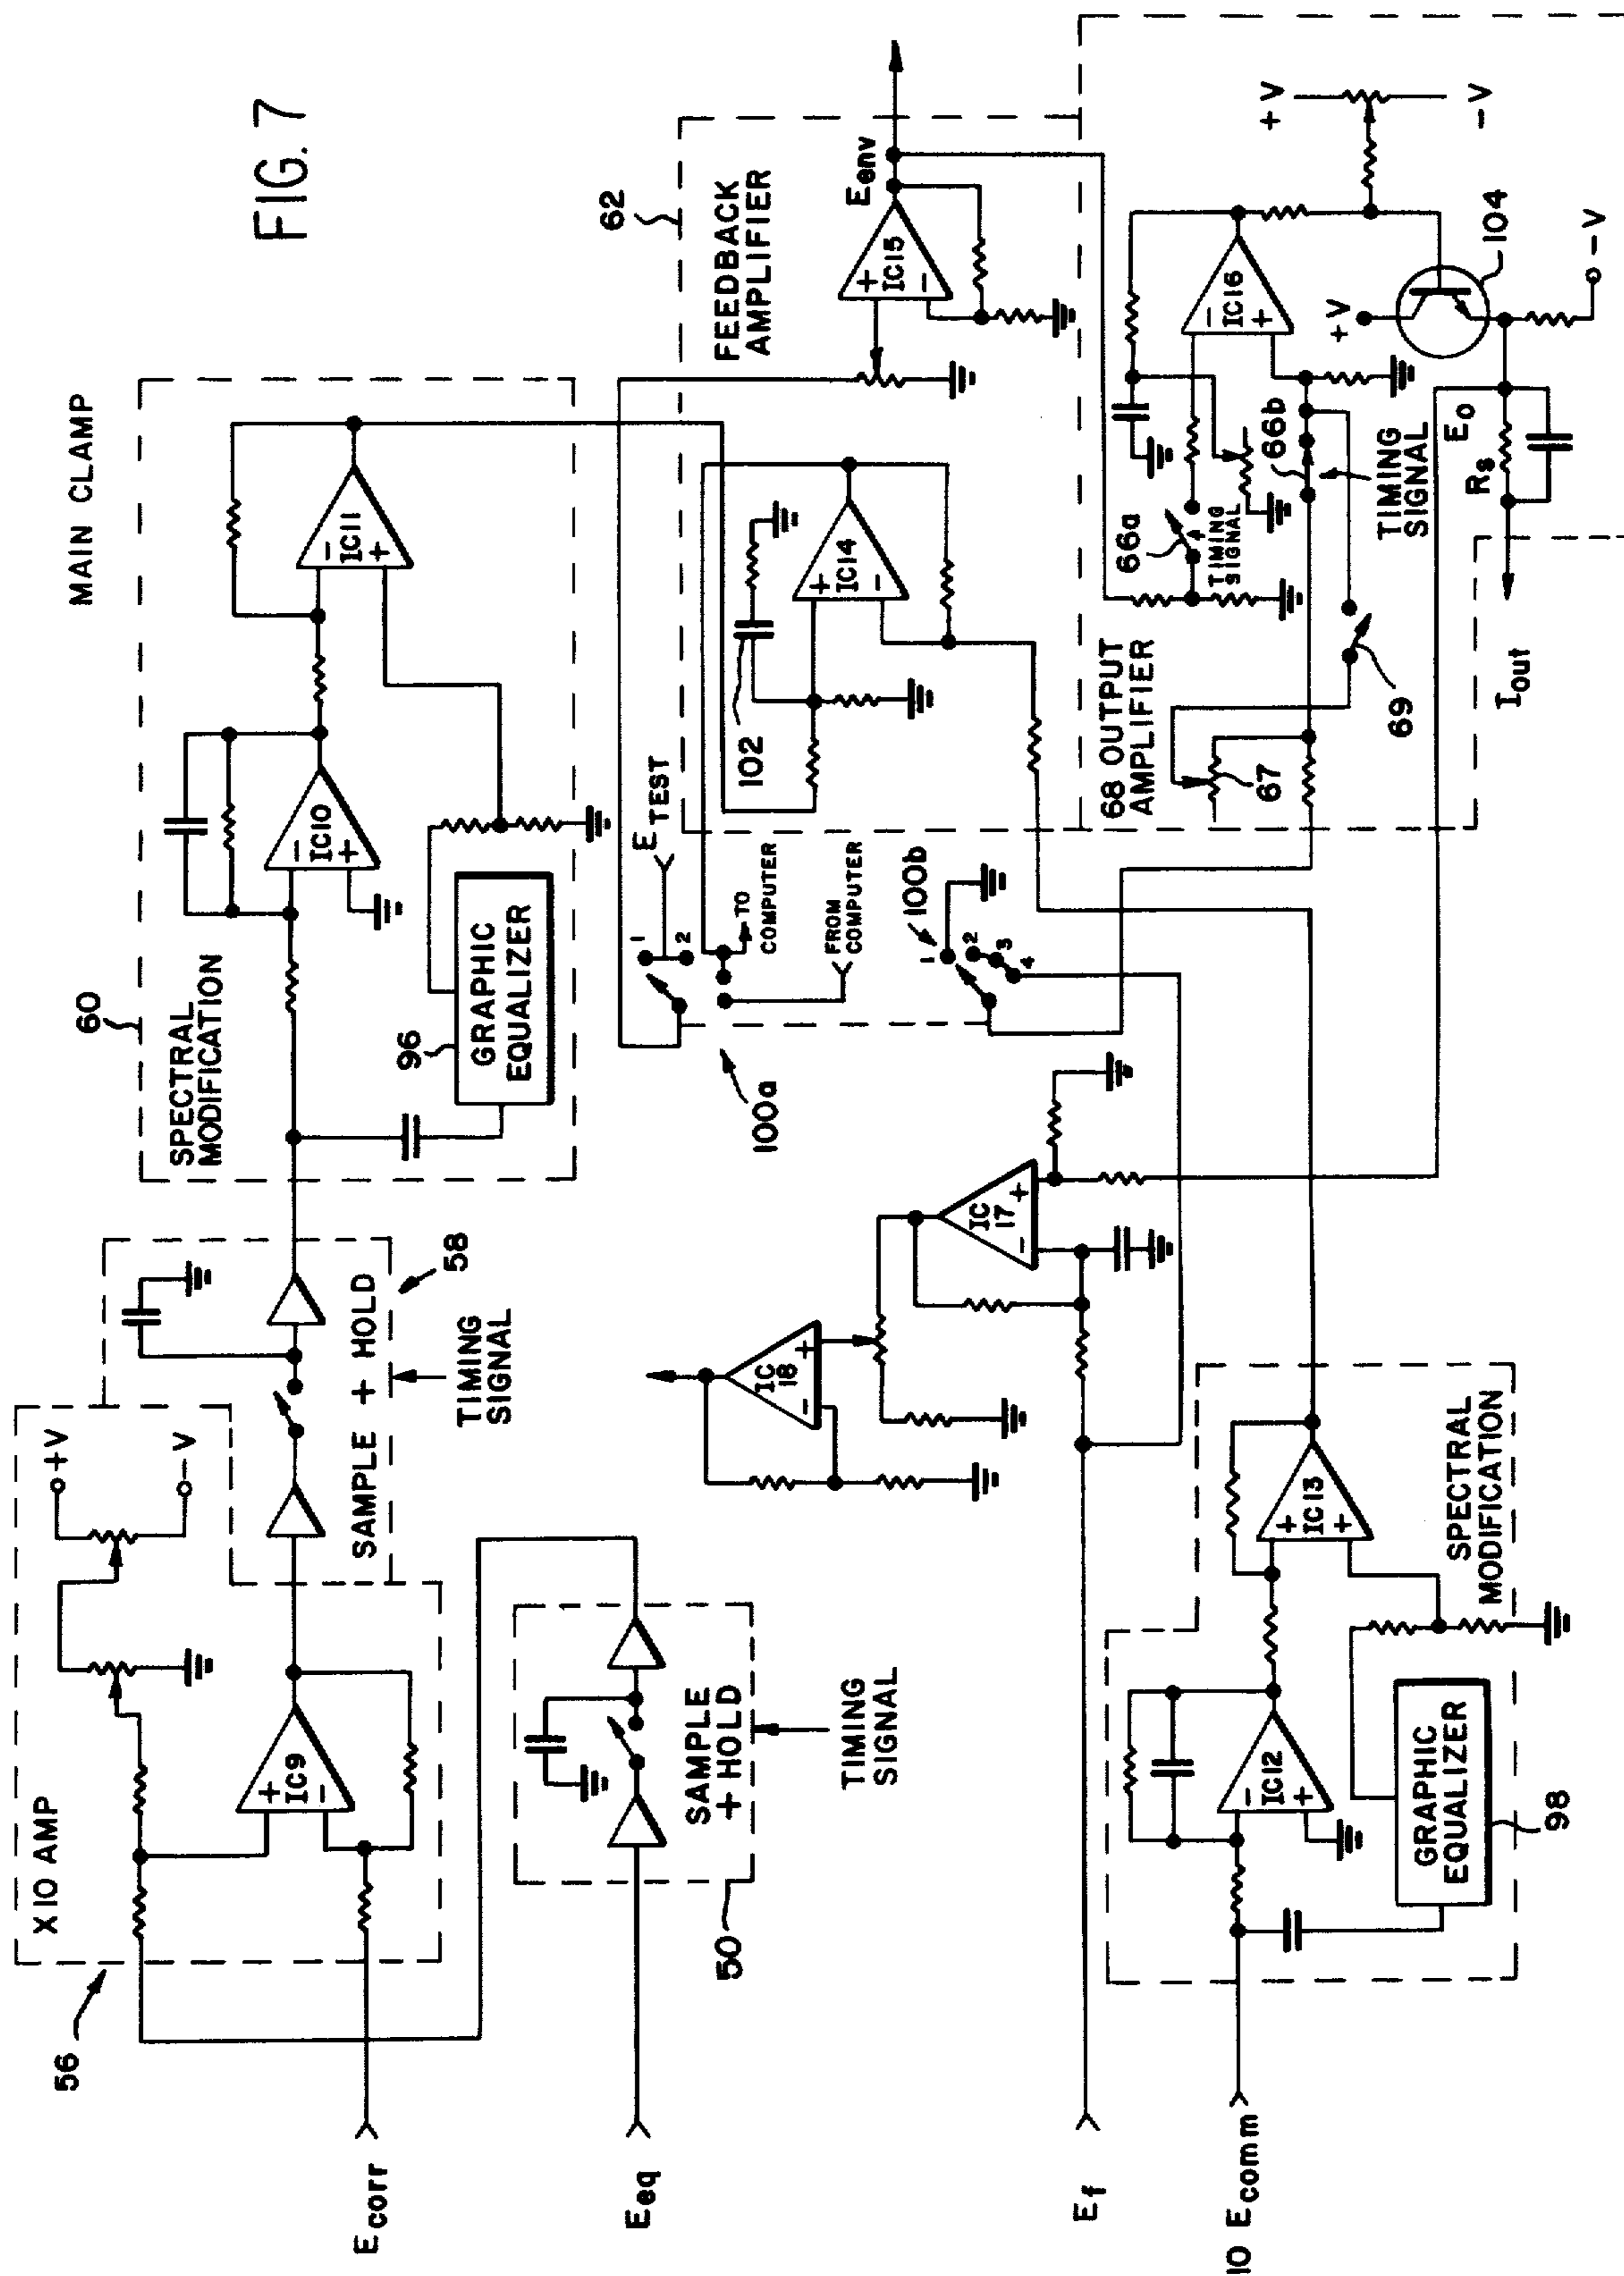 FIG. 7
MAIN CLAMP
60
SPECTRAL
MODIFICATION
IC10
−
+
IC11
−
+
96
GRAPHIC
EQUALIZER
X10 AMP
56
+V
−V
IC9
+
−
SAMPLE + HOLD
58
TIMING
SIGNAL
Ecorr
Eeq
SAMPLE
+ HOLD
50
TIMING
SIGNAL
62
FEEDBACK
AMPLIFIER
Eenv
IC15
+
−
IC14
+
−
102
ETEST
1
2
TO
COMPUTER
FROM
COMPUTER
100a
100b
1
2
3
4
IC
17
−
+
IC
18
−
+
68 OUTPUT
AMPLIFIER
66a
TIMING
SIGNAL
66b
TIMING
SIGNAL
67
69
IC16
−
+
+V
−V
+V
104
−V
Eo
Rs
Iout
Ef
10 Ecomm
IC12
−
+
IC13
+
+
SPECTRAL
MODIFICATION
GRAPHIC
EQUALIZER
98